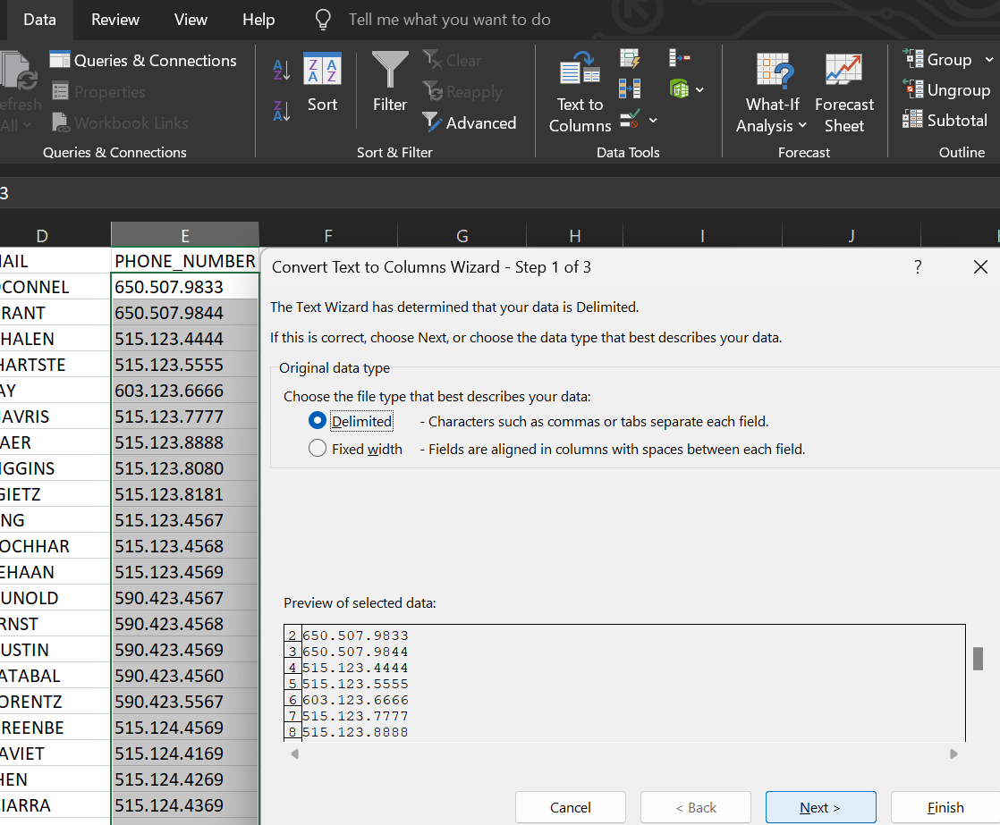 Data Review View Help Tell me what you want to do
Queries & Connections
Properties
Workbook Links
efresh
All
Queries & Connections
Sort
Filter
Clear
Reapply
Advanced
Sort & Filter
Text to
Columns
Data Tools
What-If
Analysis
Forecast
Sheet
Forecast
Group
Ungroup
Subtotal
Outline
3
D E F G H I J
AIL PHONE_NUMBER
CONNEL 650.507.9833
RANT 650.507.9844
HALEN 515.123.4444
HARTSTE 515.123.5555
AY 603.123.6666
AVRIS 515.123.7777
AER 515.123.8888
IGGINS 515.123.8080
GIETZ 515.123.8181
NG 515.123.4567
OCHHAR 515.123.4568
EHAAN 515.123.4569
UNOLD 590.423.4567
RNST 590.423.4568
USTIN 590.423.4569
ATABAL 590.423.4560
ORENTZ 590.423.5567
REENBE 515.124.4569
AVIET 515.124.4169
HEN 515.124.4269
IARRA 515.124.4369
Convert Text to Columns Wizard - Step 1 of 3 ?
The Text Wizard has determined that your data is Delimited.
If this is correct, choose Next, or choose the data type that best describes your data.
Original data type
Choose the file type that best describes your data:
Delimited - Characters such as commas or tabs separate each field.
Fixed width - Fields are aligned in columns with spaces between each field.
Preview of selected data:
2 650.507.9833
3 650.507.9844
4 515.123.4444
5 515.123.5555
6 603.123.6666
7 515.123.7777
8 515.123.8888
Cancel < Back Next > Finish